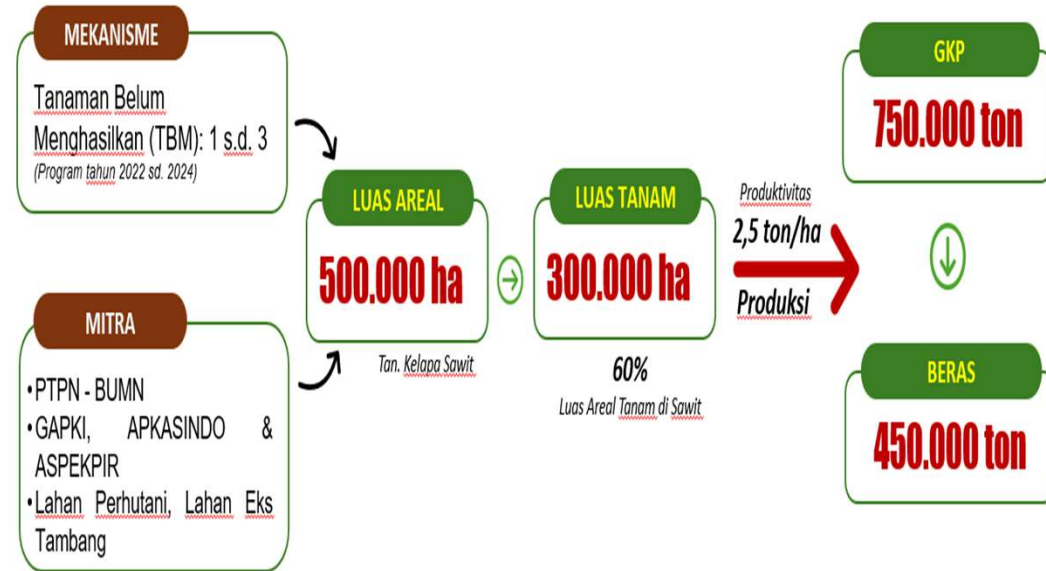 MEKANISME
Tanaman Belum
Menghasilkan (TBM): 1 s.d. 3
(Program tahun 2022 sd. 2024)
MITRA
•PTPN - BUMN
•GAPKI, APKASINDO &
ASPEKPIR
•Lahan Perhutani, Lahan Eks
Tambang
LUAS AREAL
500.000 ha
Tan. Kelapa Sawit
LUAS TANAM
300.000 ha
60%
Luas Areal Tanam di Sawit
Produktivitas
2,5 ton/ha
Produksi
GKP
750.000 ton
BERAS
450.000 ton